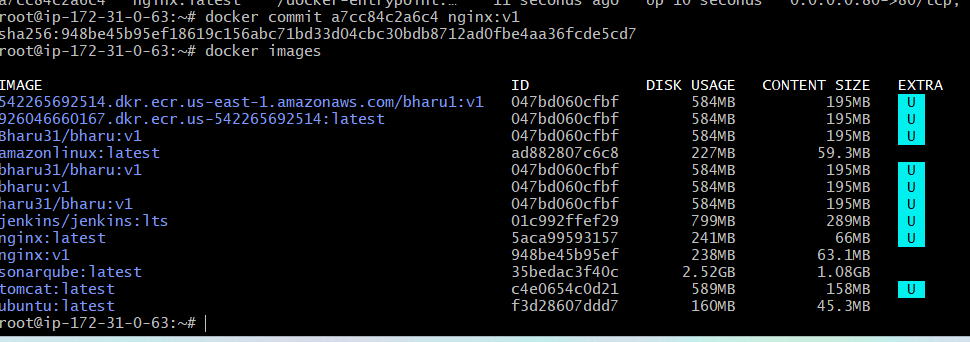 a7cc84c2a6c4 nginx:latest "/docker-entrypoint.… 11 seconds ago Up 10 seconds 0.0.0.0:80->80/tcp,
root@ip-172-31-0-63:~# docker commit a7cc84c2a6c4 nginx:v1
sha256:948be45b95ef18619c156abc71bd33d04cbc30bdb8712ad0fbe4aa36fcde5cd7
root@ip-172-31-0-63:~# docker images
IMAGE ID DISK USAGE CONTENT SIZE EXTRA
542265692514.dkr.ecr.us-east-1.amazonaws.com/bharu1:v1 047bd060cfbf 584MB 195MB U
926046660167.dkr.ecr.us-542265692514:latest 047bd060cfbf 584MB 195MB U
8haru31/bharu:v1 047bd060cfbf 584MB 195MB U
amazonlinux:latest ad882807c6c8 227MB 59.3MB
bharu31/bharu:v1 047bd060cfbf 584MB 195MB U
bharu:v1 047bd060cfbf 584MB 195MB U
haru31/bharu:v1 047bd060cfbf 584MB 195MB U
jenkins/jenkins:lts 01c992ffef29 799MB 289MB U
nginx:latest 5aca99593157 241MB 66MB U
nginx:v1 948be45b95ef 238MB 63.1MB
sonarqube:latest 35bedac3f40c 2.52GB 1.08GB
tomcat:latest c4e0654c0d21 589MB 158MB U
ubuntu:latest f3d28607ddd7 160MB 45.3MB
root@ip-172-31-0-63:~#